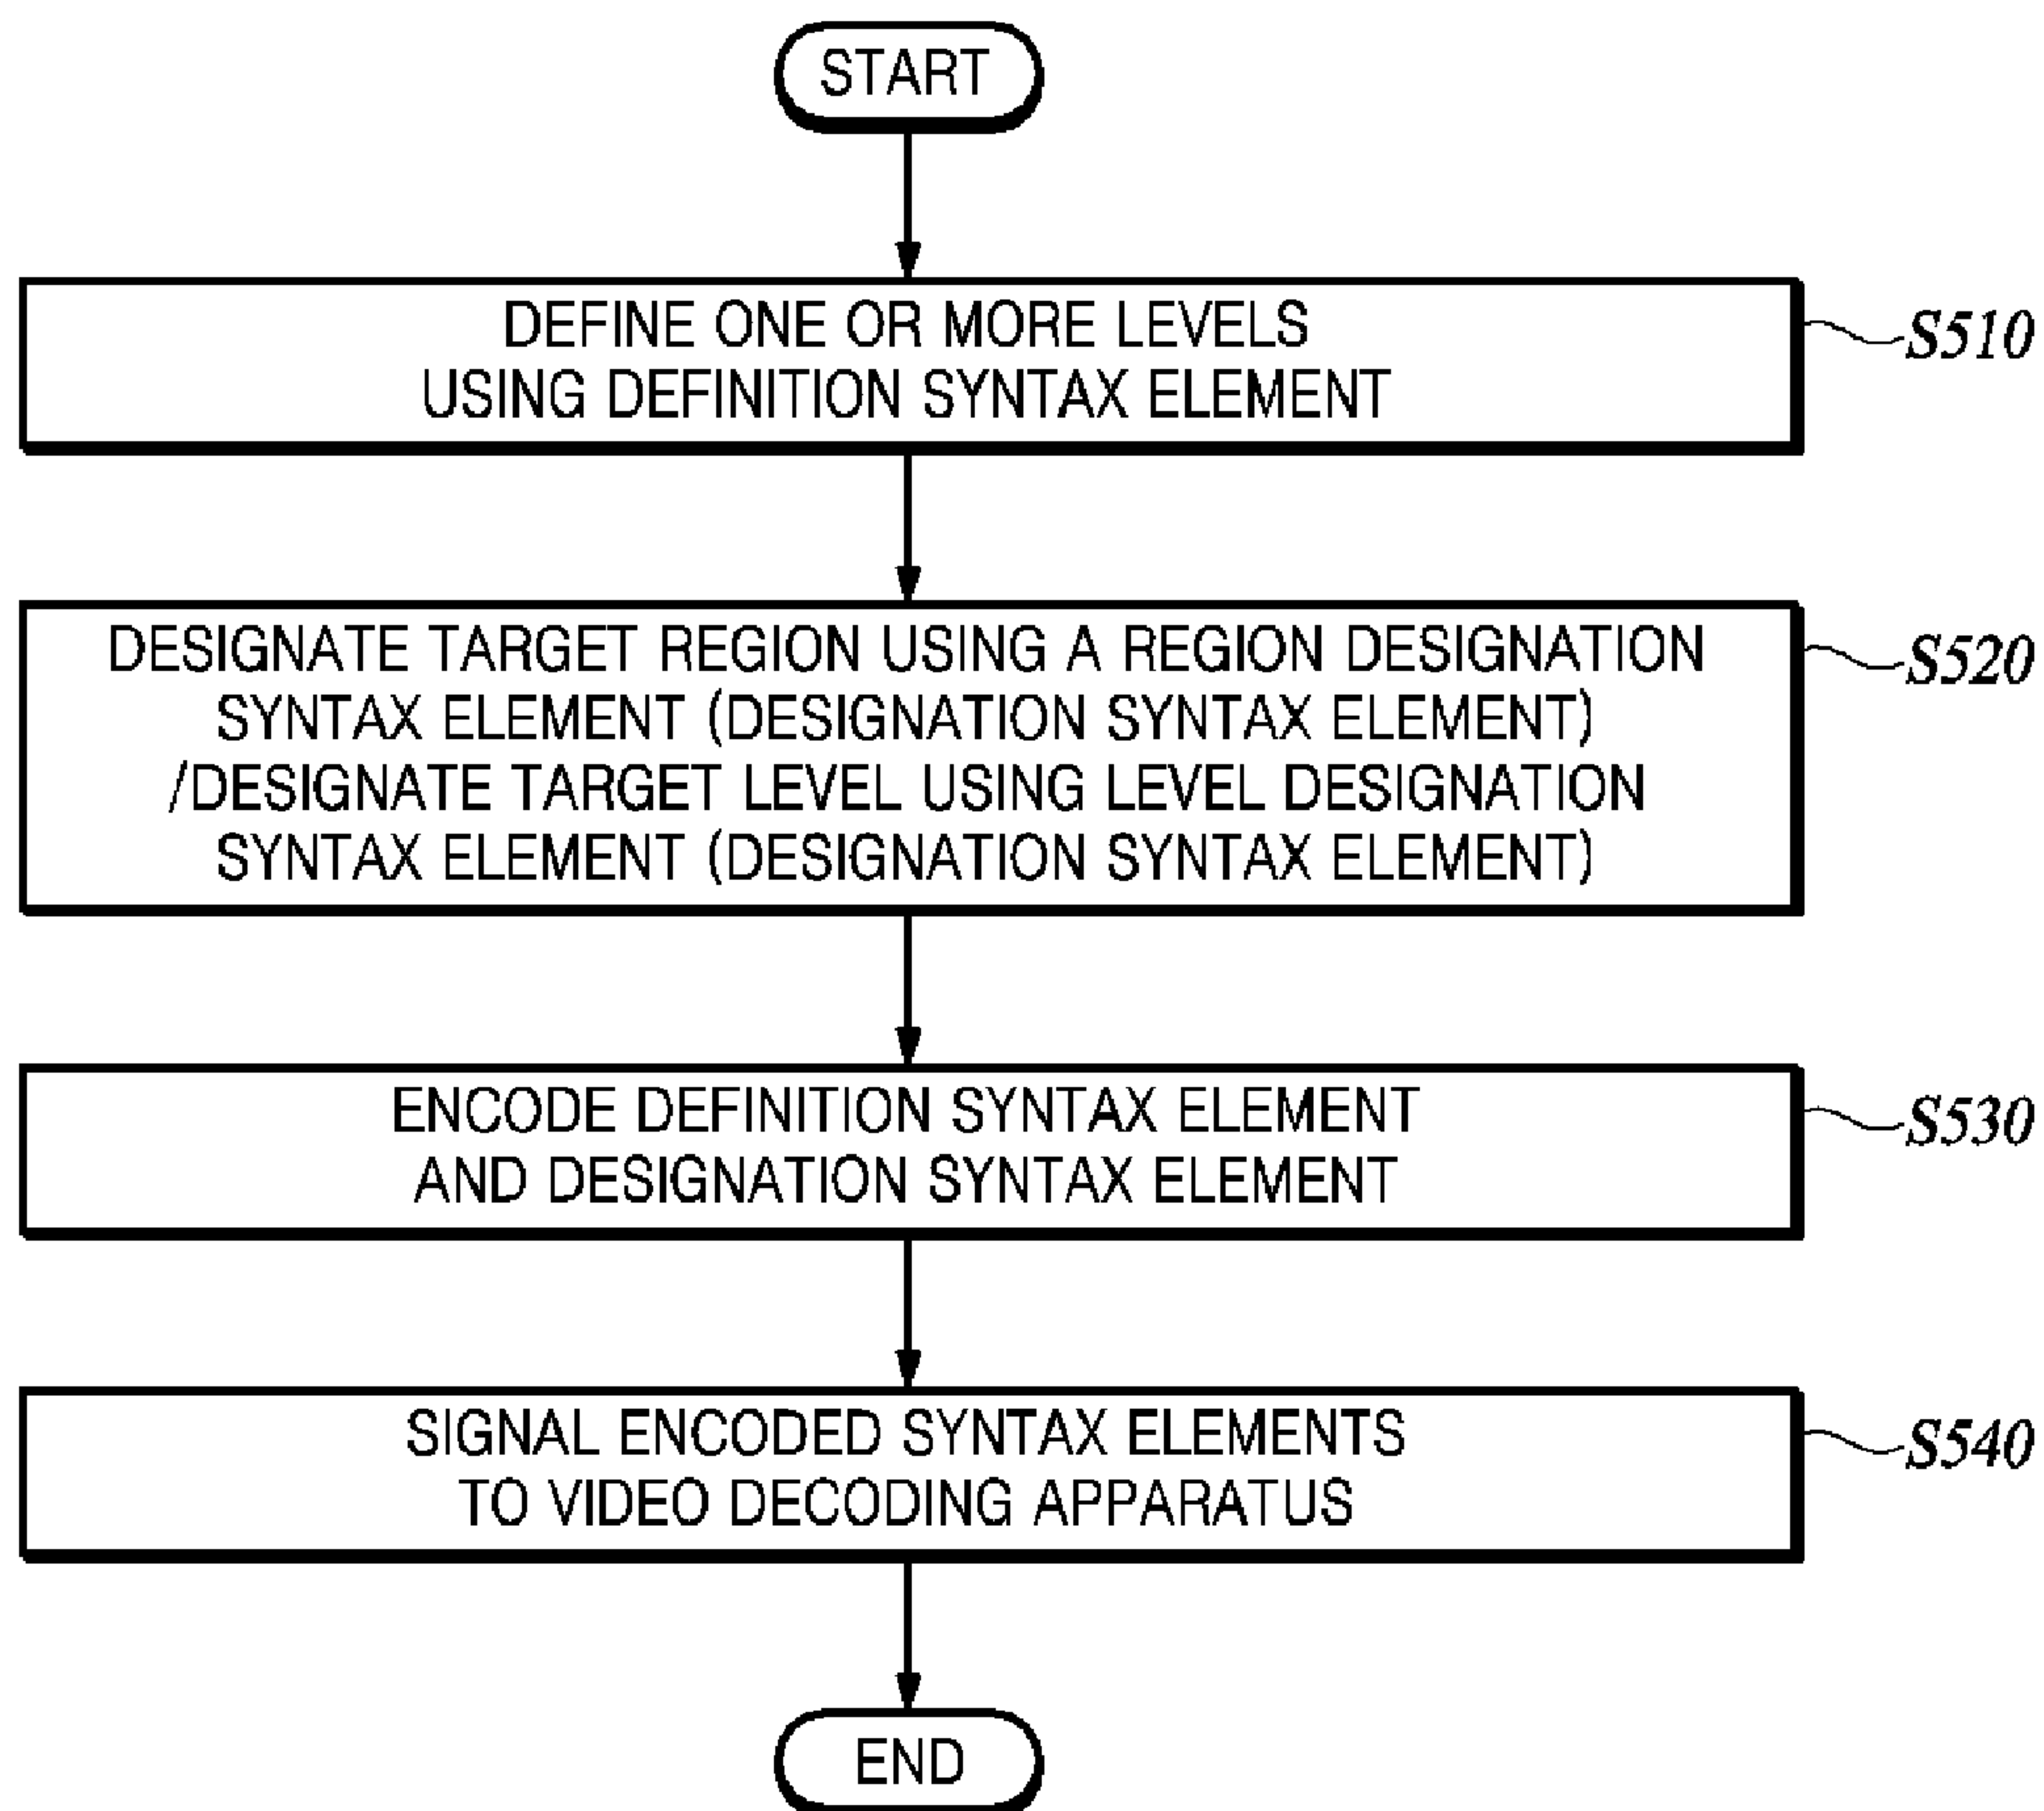 START
DEFINE ONE OR MORE LEVELS
USING DEFINITION SYNTAX ELEMENT
S510
DESIGNATE TARGET REGION USING A REGION DESIGNATION
SYNTAX ELEMENT (DESIGNATION SYNTAX ELEMENT)
/DESIGNATE TARGET LEVEL USING LEVEL DESIGNATION
SYNTAX ELEMENT (DESIGNATION SYNTAX ELEMENT)
S520
ENCODE DEFINITION SYNTAX ELEMENT
AND DESIGNATION SYNTAX ELEMENT
S530
SIGNAL ENCODED SYNTAX ELEMENTS
TO VIDEO DECODING APPARATUS
S540
END